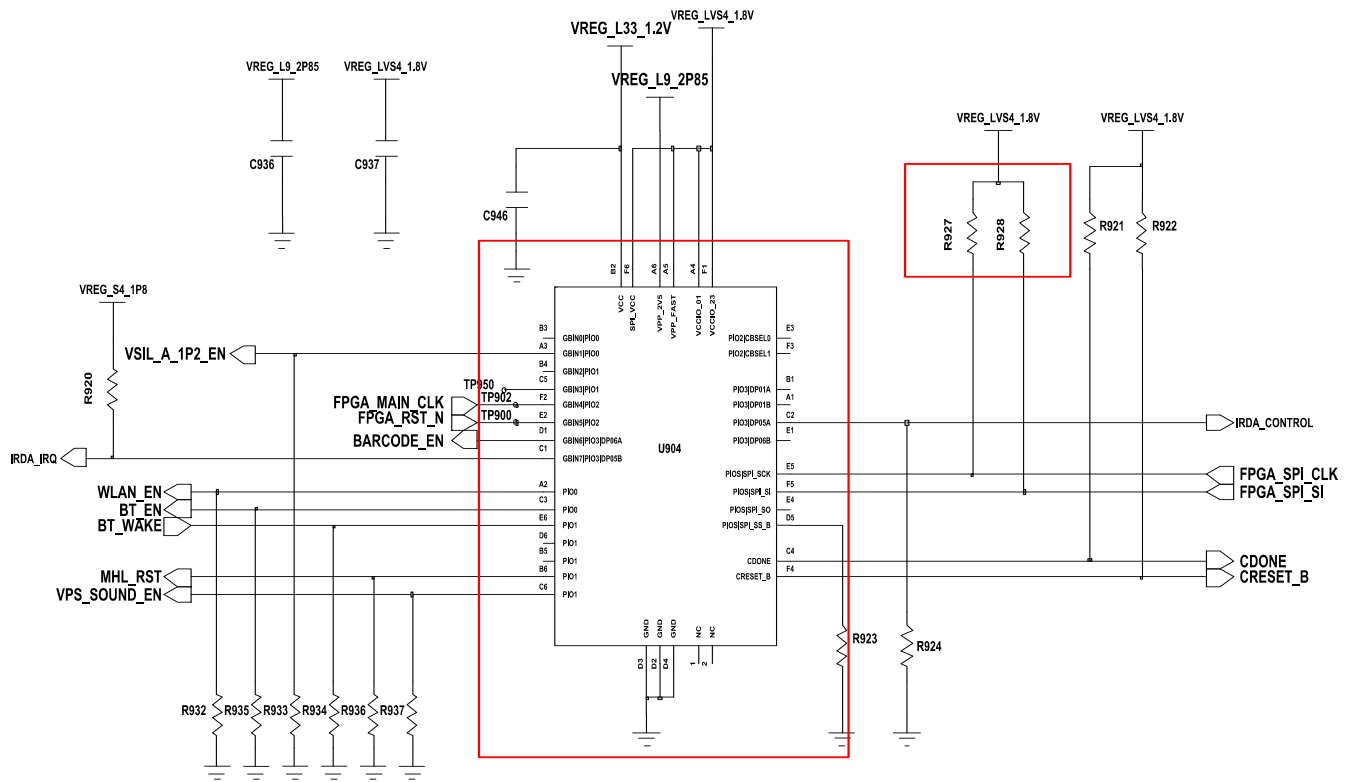 VREG_LVS4_1.8V
VREG_L33_1.2V
VREG_L9_2P85
VREG_LVS4_1.8V
VREG_L9_2P85
VREG_LVS4_1.8V
VREG_LVS4_1.8V
C936
C937
C946
R927
R928
R921
R922
B2
F6
A6
A5
A4
F1
VCC
SPI_VCC
VPP_2V5
VPP_FAST
VCCIO_01
VCCIO_23
VREG_S4_1P8
R920
VSIL_A_1P2_EN
TP950
FPGA_MAIN_CLK
TP902
FPGA_RST_N
TP900
BARCODE_EN
IRDA_IRQ
WLAN_EN
BT_EN
BT_WAKE
MHL_RST
VPS_SOUND_EN
B3
GBIN0|PIO0
A3
GBIN1|PIO0
B4
GBIN2|PIO1
C5
GBIN3|PIO1
F2
GBIN4|PIO2
E2
GBIN5|PIO2
D1
GBIN6|PIO3|DP06A
C1
GBIN7|PIO3|DP05B
A2
PIO0
C3
PIO0
E6
PIO1
D6
PIO1
B5
PIO1
B6
PIO1
C6
PIO1
U904
PIO2|CBSEL0
E3
PIO2|CBSEL1
F3
PIO3|DP01A
B1
PIO3|DP01B
A1
PIO3|DP05A
C2
PIO3|DP06B
E1
PIOS|SPI_SCK
E5
PIOS|SPI_SI
F5
PIOS|SPI_SO
E4
PIOS|SPI_SS_B
D5
CDONE
C4
CRESET_B
F4
IRDA_CONTROL
FPGA_SPI_CLK
FPGA_SPI_SI
CDONE
CRESET_B
GND
GND
GND
NC
NC
D3
D2
D4
1
2
R923
R924
R932
R935
R933
R934
R936
R937